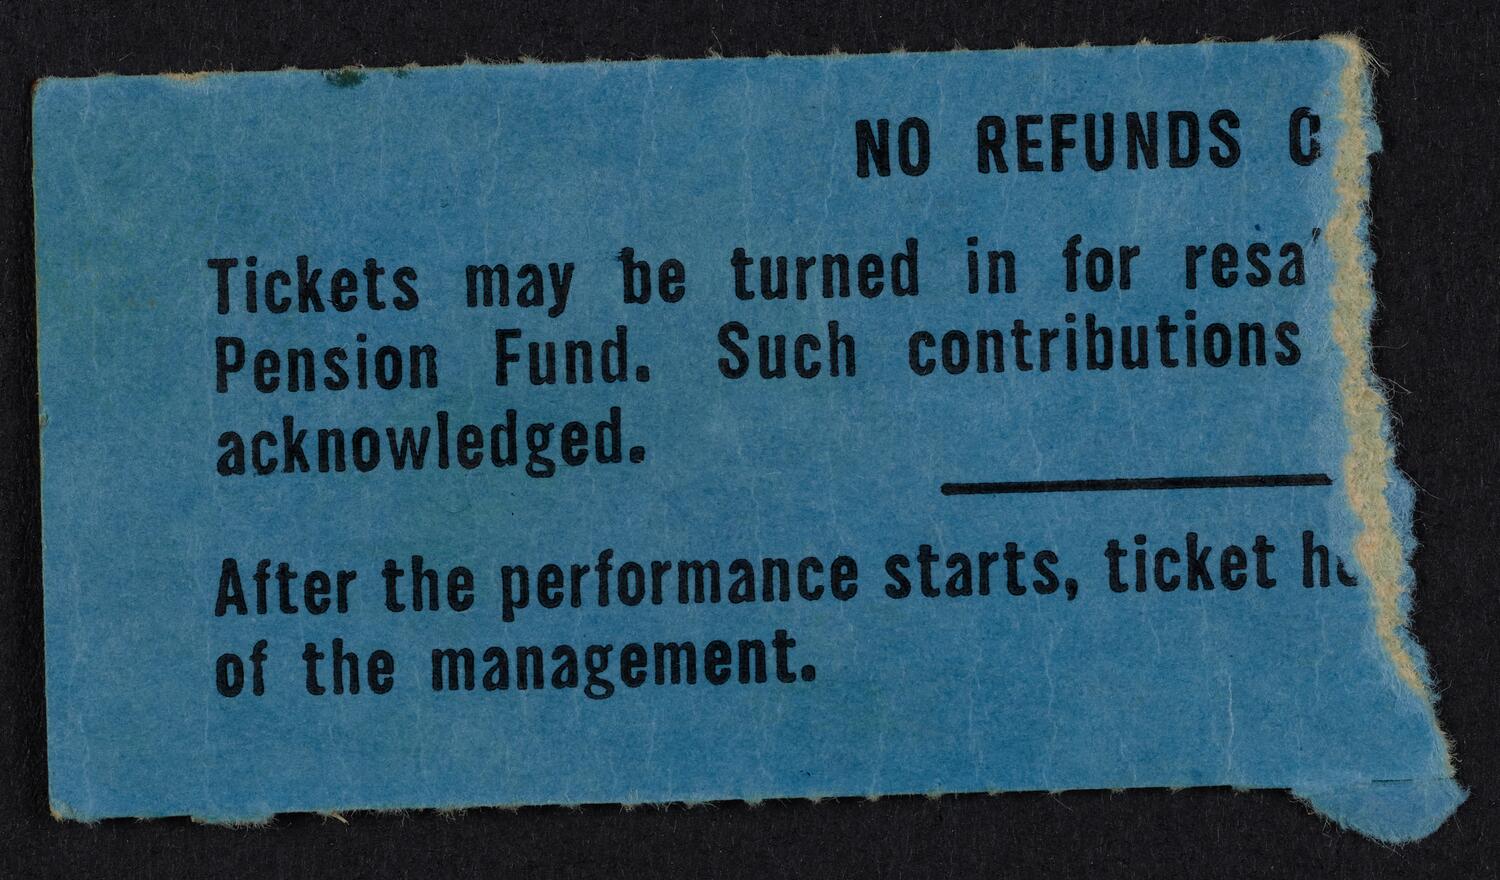 NO REFUNDS
Tickets may be turned in for
Pension Fund. Such contributions
acknowledged.
After the performance starts, ticket
of the management.